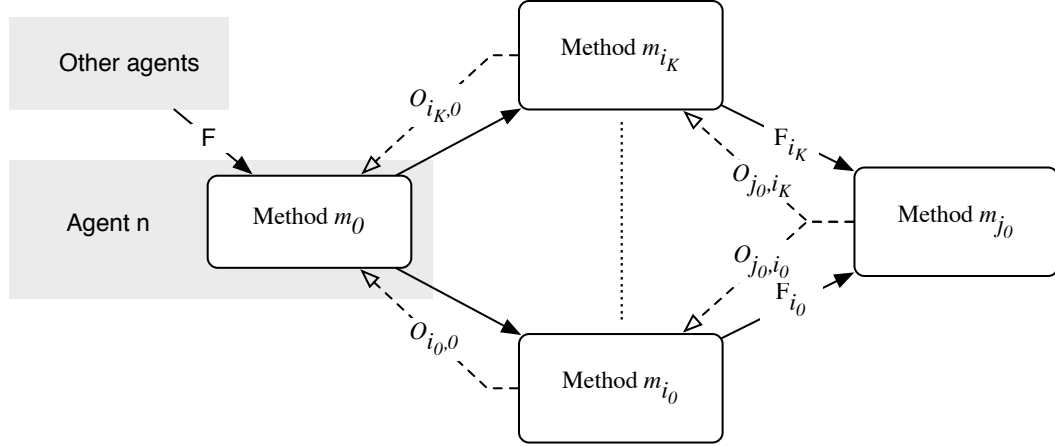 Other agents
F
Agent n
Method m_0
Method m_{i_K}
O_{i_K,0}
F_{i_K}
O_{j_0,i_K}
Method m_{j_0}
O_{j_0,i_0}
F_{i_0}
O_{i_0,0}
Method m_{i_0}